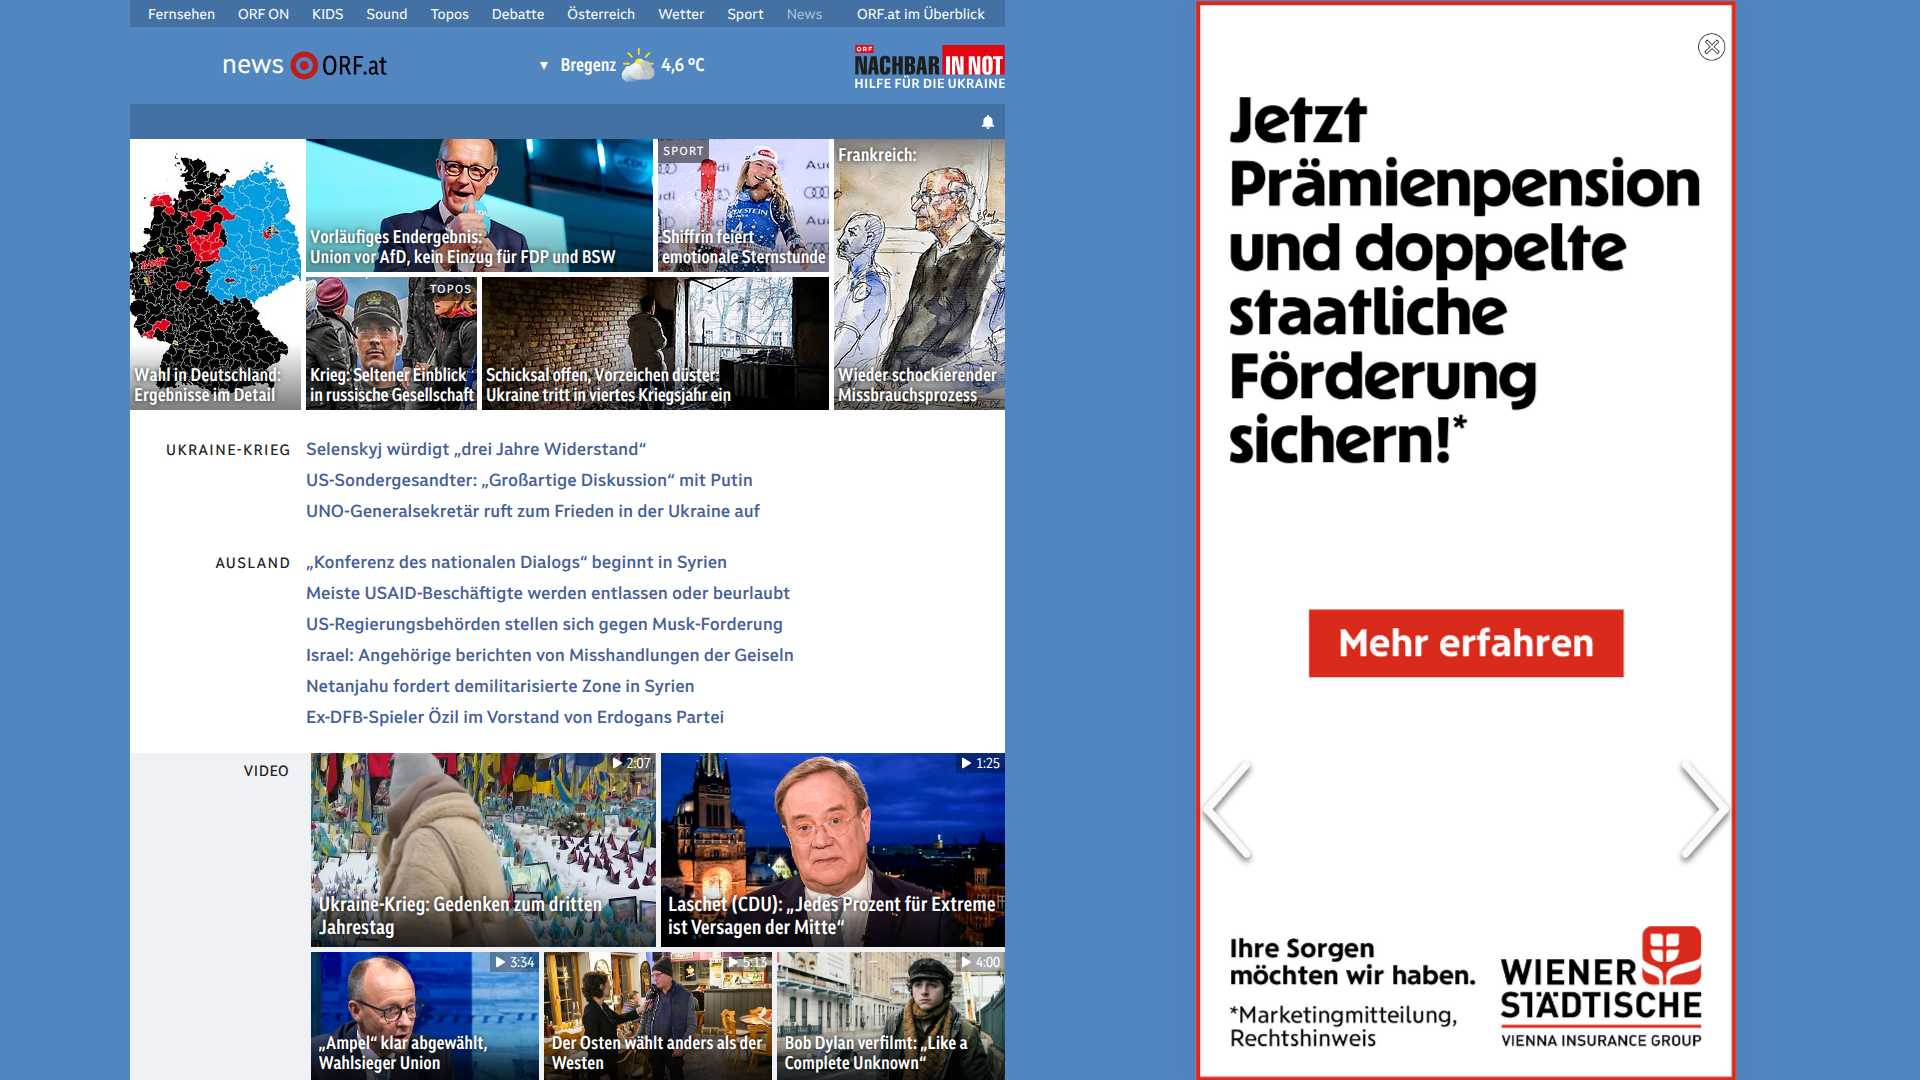 Fernsehen ORF ON KIDS Sound Topos Debatte Österreich Wetter Sport News ORF.at im Überblick
news ORF.at
Bregenz 4,6 °C
ORF
NACHBAR IN NOT
HILFE FÜR DIE UKRAINE
Wahl in Deutschland:
Ergebnisse im Detail
Vorläufiges Endergebnis:
Union vor AfD, kein Einzug für FDP und BSW
SPORT
Shiffrin feiert
emotionale Sternstunde
Frankreich:
Wieder schockierender
Missbrauchsprozess
TOPOS
Krieg: Seltener Einblick
in russische Gesellschaft
Schicksal offen, Vorzeichen düster:
Ukraine tritt in viertes Kriegsjahr ein
UKRAINE-KRIEG
Selenskyj würdigt „drei Jahre Widerstand“
US-Sondergesandter: „Großartige Diskussion“ mit Putin
UNO-Generalsekretär ruft zum Frieden in der Ukraine auf
AUSLAND
„Konferenz des nationalen Dialogs“ beginnt in Syrien
Meiste USAID-Beschäftigte werden entlassen oder beurlaubt
US-Regierungsbehörden stellen sich gegen Musk-Forderung
Israel: Angehörige berichten von Misshandlungen der Geiseln
Netanjahu fordert demilitarisierte Zone in Syrien
Ex-DFB-Spieler Özil im Vorstand von Erdogans Partei
VIDEO
2:07
Ukraine-Krieg: Gedenken zum dritten
Jahrestag
1:25
Laschet (CDU): „Jedes Prozent für Extreme
ist Versagen der Mitte“
3:34
„Ampel“ klar abgewählt,
Wahlsieger Union
5:13
Der Osten wählt anders als der
Westen
4:00
Bob Dylan verfilmt: „Like a
Complete Unknown“
Jetzt
Prämienpension
und doppelte
staatliche
Förderung
sichern!*
Mehr erfahren
Ihre Sorgen
möchten wir haben.
*Marketingmitteilung,
Rechtshinweis
WIENER
STÄDTISCHE
VIENNA INSURANCE GROUP